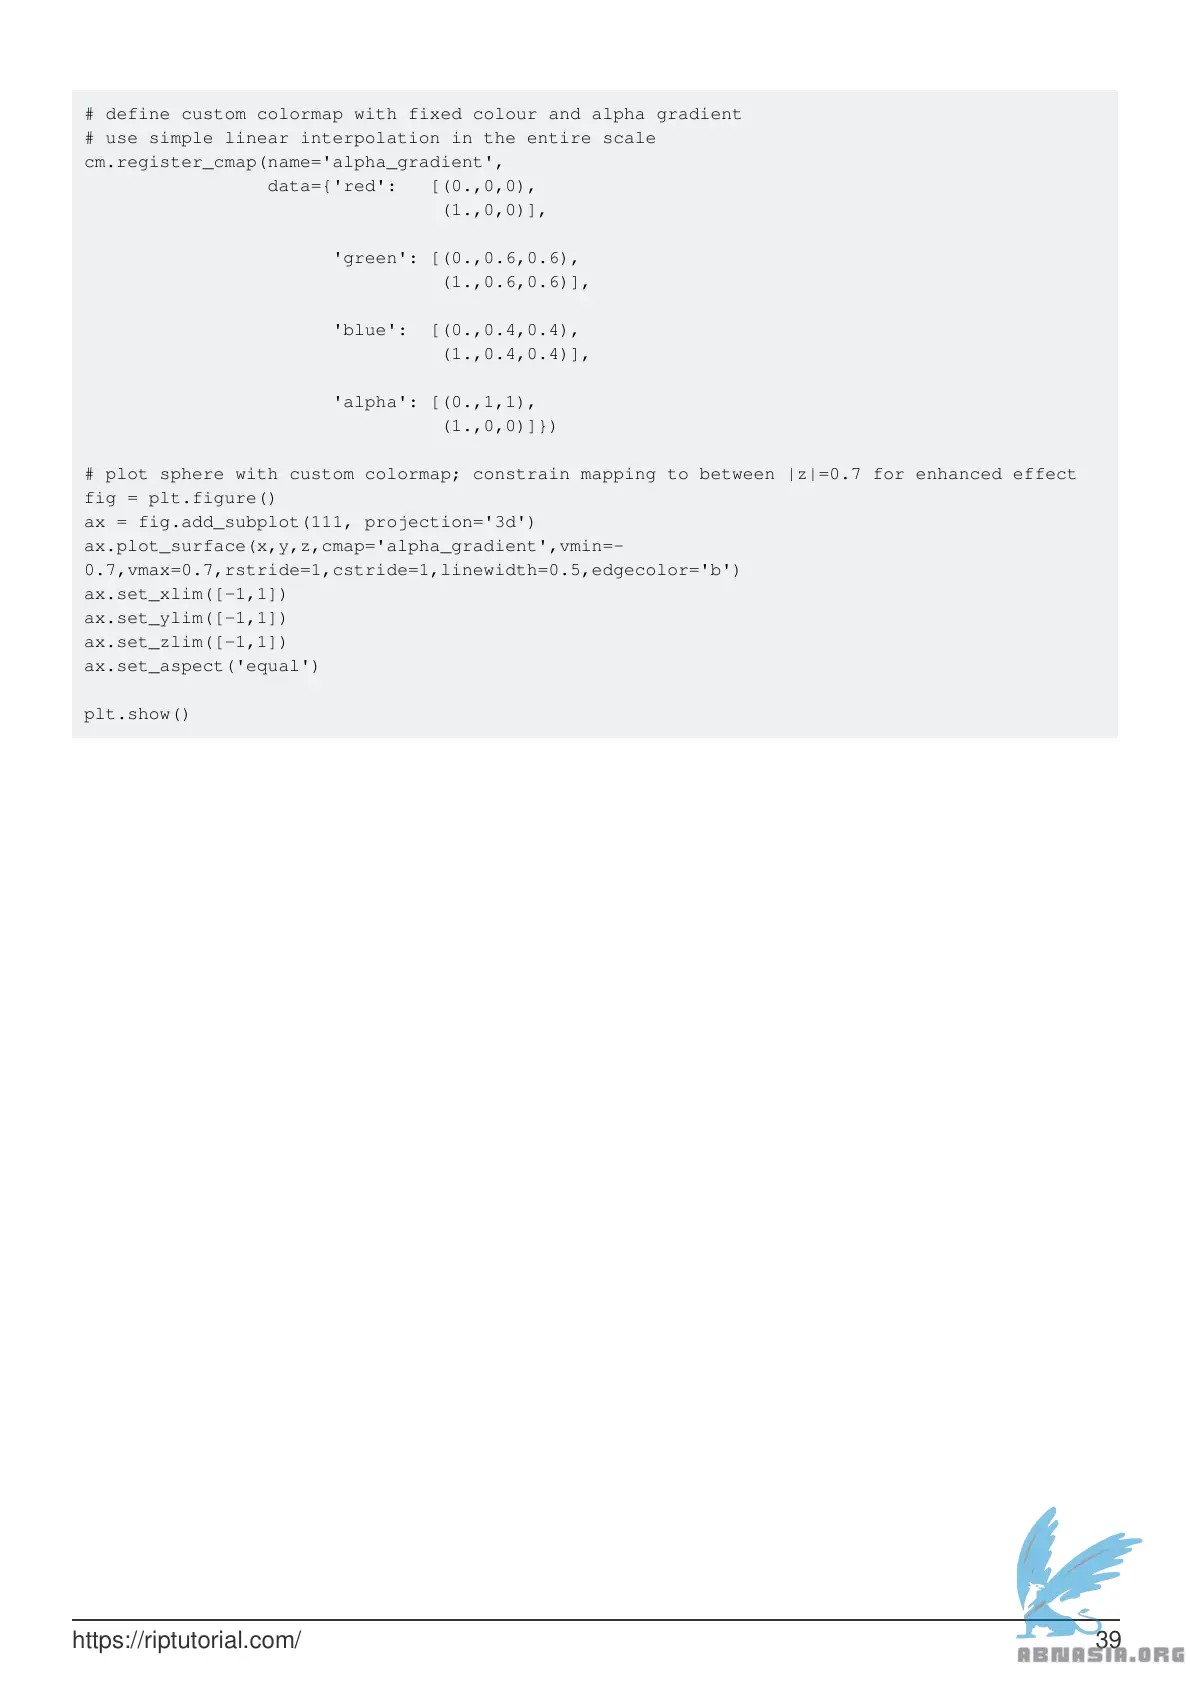 # define custom colormap with fixed colour and alpha gradient
# use simple linear interpolation in the entire scale
cm.register_cmap(name='alpha_gradient',
                 data={'red':   [(0.,0,0),
                                 (1.,0,0)],

                       'green': [(0.,0.6,0.6),
                                 (1.,0.6,0.6)],

                       'blue':  [(0.,0.4,0.4),
                                 (1.,0.4,0.4)],

                       'alpha': [(0.,1,1),
                                 (1.,0,0)]})

# plot sphere with custom colormap; constrain mapping to between |z|=0.7 for enhanced effect
fig = plt.figure()
ax = fig.add_subplot(111, projection='3d')
ax.plot_surface(x,y,z,cmap='alpha_gradient',vmin=-
0.7,vmax=0.7,rstride=1,cstride=1,linewidth=0.5,edgecolor='b')
ax.set_xlim([-1,1])
ax.set_ylim([-1,1])
ax.set_zlim([-1,1])
ax.set_aspect('equal')

plt.show()
https://riptutorial.com/
39
ABNASIA.ORG